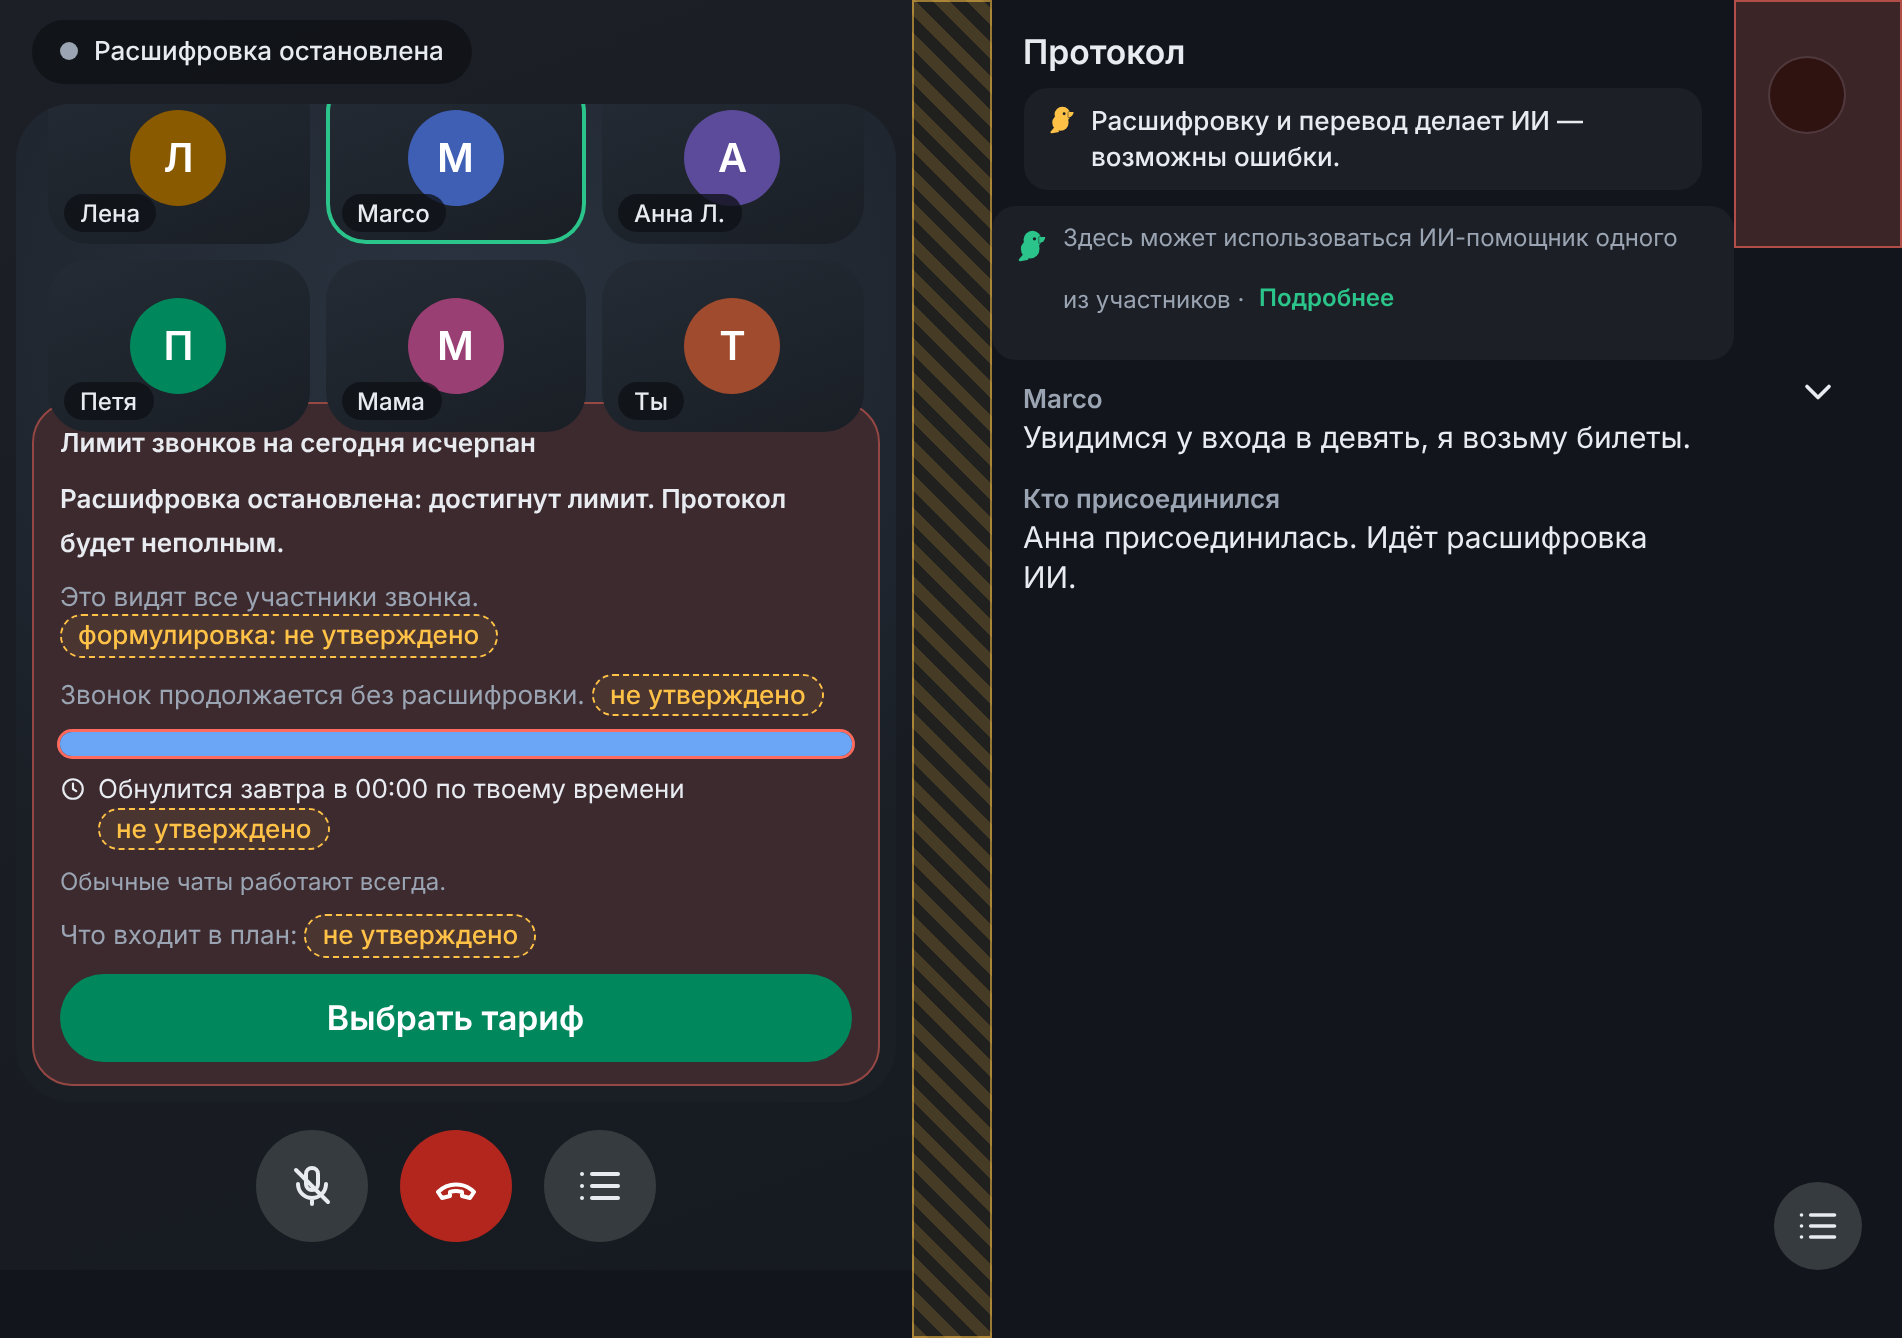 Расшифровка остановлена
Л
Лена
М
Marco
А
Анна Л.
П
Петя
М
Мама
Т
Ты
Лимит звонков на сегодня исчерпан
Расшифровка остановлена: достигнут лимит. Протокол
будет неполным.
Это видят все участники звонка.
формулировка: не утверждено
Звонок продолжается без расшифровки. не утверждено
Обнулится завтра в 00:00 по твоему времени
не утверждено
Обычные чаты работают всегда.
Что входит в план: не утверждено
Выбрать тариф
Протокол
Расшифровку и перевод делает ИИ —
возможны ошибки.
Здесь может использоваться ИИ-помощник одного
из участников · Подробнее
Marco
Увидимся у входа в девять, я возьму билеты.
Кто присоединился
Анна присоединилась. Идёт расшифровка
ИИ.